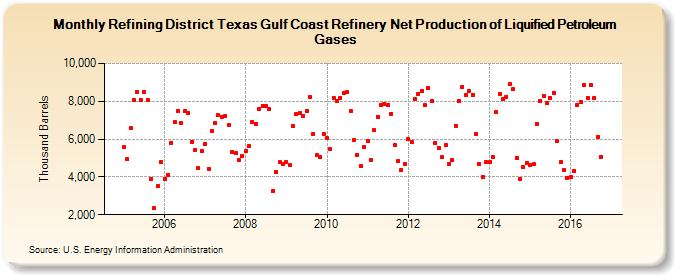 Monthly Refining District Texas Gulf Coast Refinery Net Production of Liquified Petroleum
Gases
Thousand Barrels
10,000
8,000
6,000
4,000
2,000
2006 2008 2010 2012 2014 2016
Source: U.S. Energy Information Administration